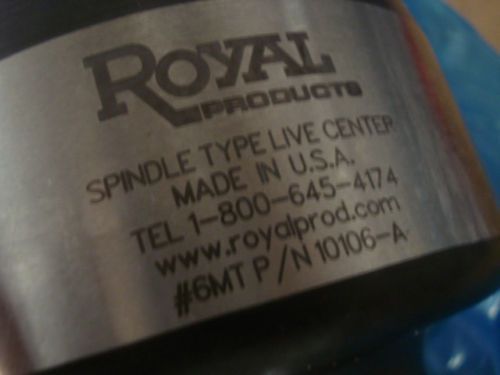 ROYAL
PRODUCTS
SPINDLE TYPE LIVE CENTER
MADE IN U.S.A.
TEL 1-800-645-4174
www.royalprod.com
#6MT P/N 10106-A